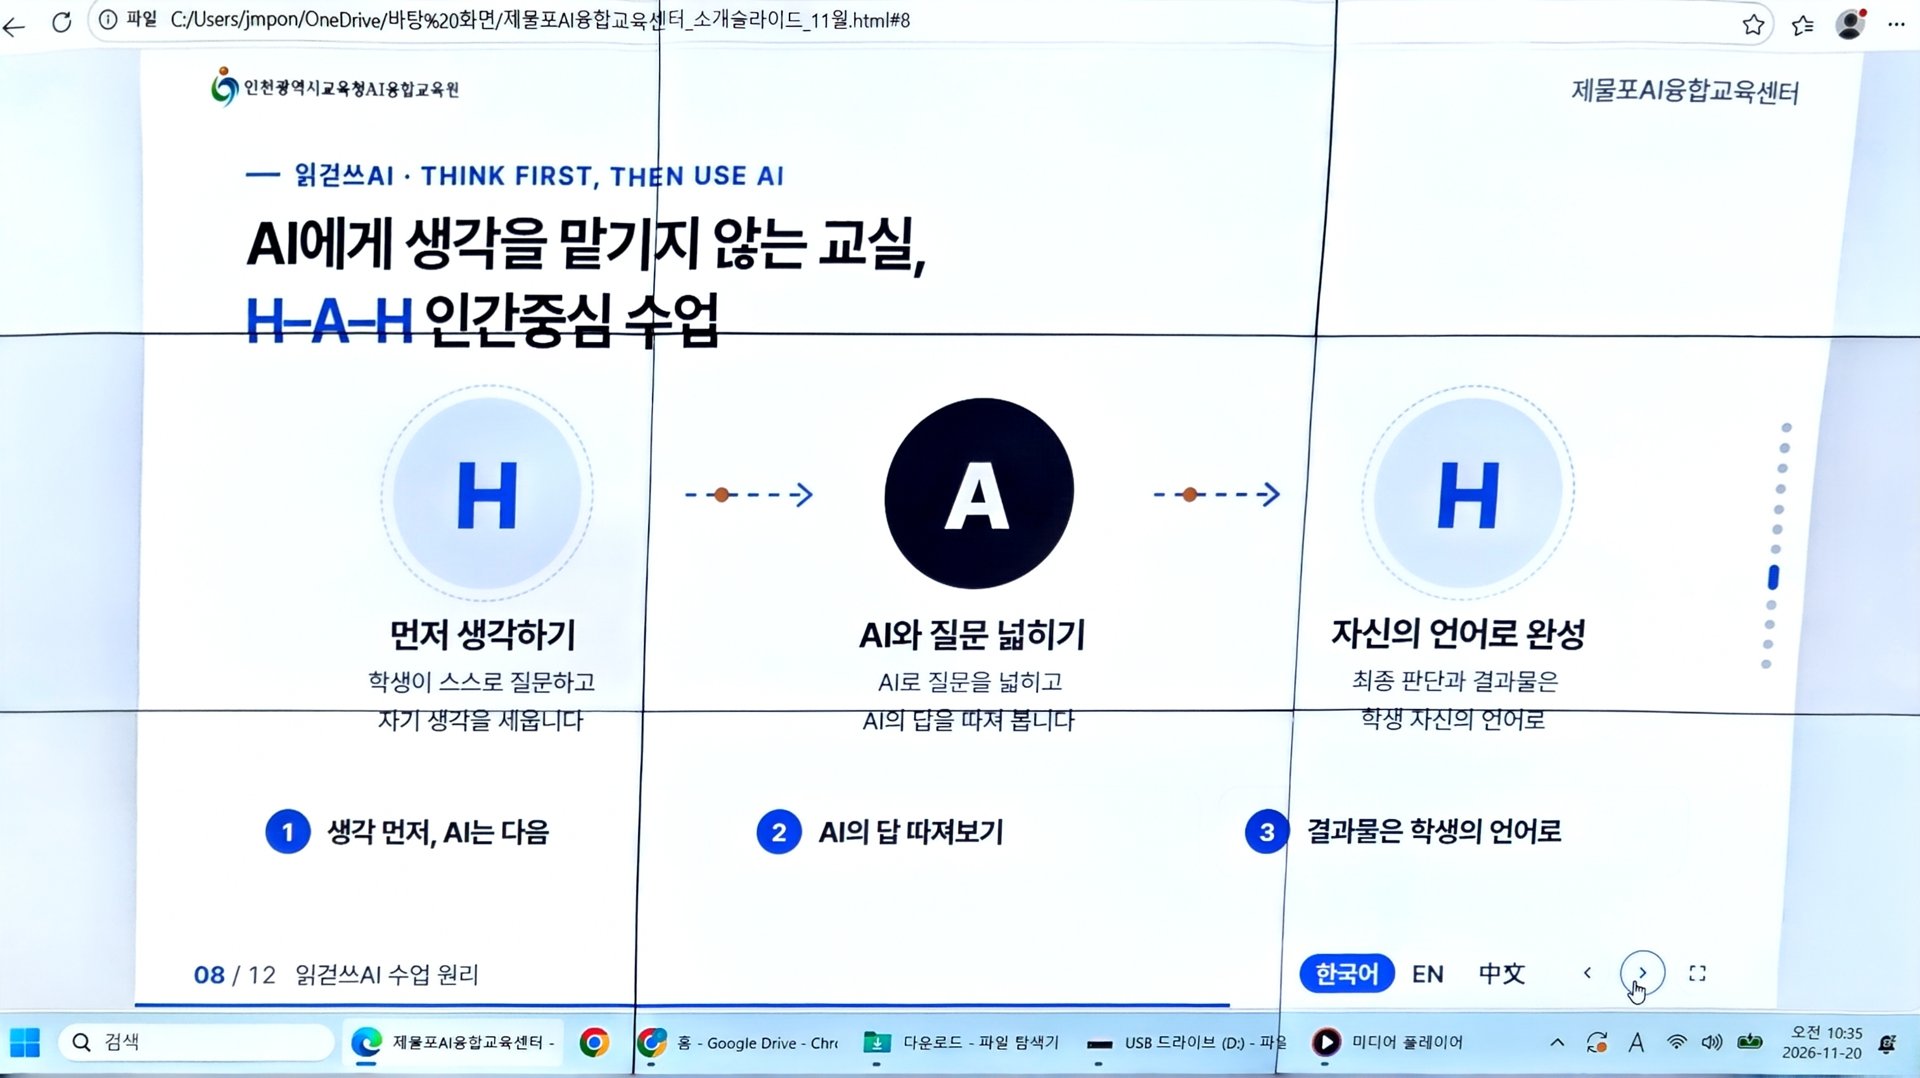 파일 C:/Users/jmpon/OneDrive/바탕%20화면/제물포AI융합교육센터_소개슬라이드_11월.html#8
인천광역시교육청AI융합교육원
제물포AI융합교육센터
읽걷쓰AI · THINK FIRST, THEN USE AI
AI에게 생각을 맡기지 않는 교실,
H–A–H 인간중심 수업
H
A
H
먼저 생각하기
학생이 스스로 질문하고
자기 생각을 세웁니다
AI와 질문 넓히기
AI로 질문을 넓히고
AI의 답을 따져 봅니다
자신의 언어로 완성
최종 판단과 결과물은
학생 자신의 언어로
1 생각 먼저, AI는 다음
2 AI의 답 따져보기
3 결과물은 학생의 언어로
08 / 12 읽걷쓰AI 수업 원리
한국어 EN 中文
검색
제물포AI융합교육센터 -
홈 - Google Drive - Chr
다운로드 - 파일 탐색기
USB 드라이브 (D:) - 파일
미디어 플레이어
A
오전 10:35
2026-11-20